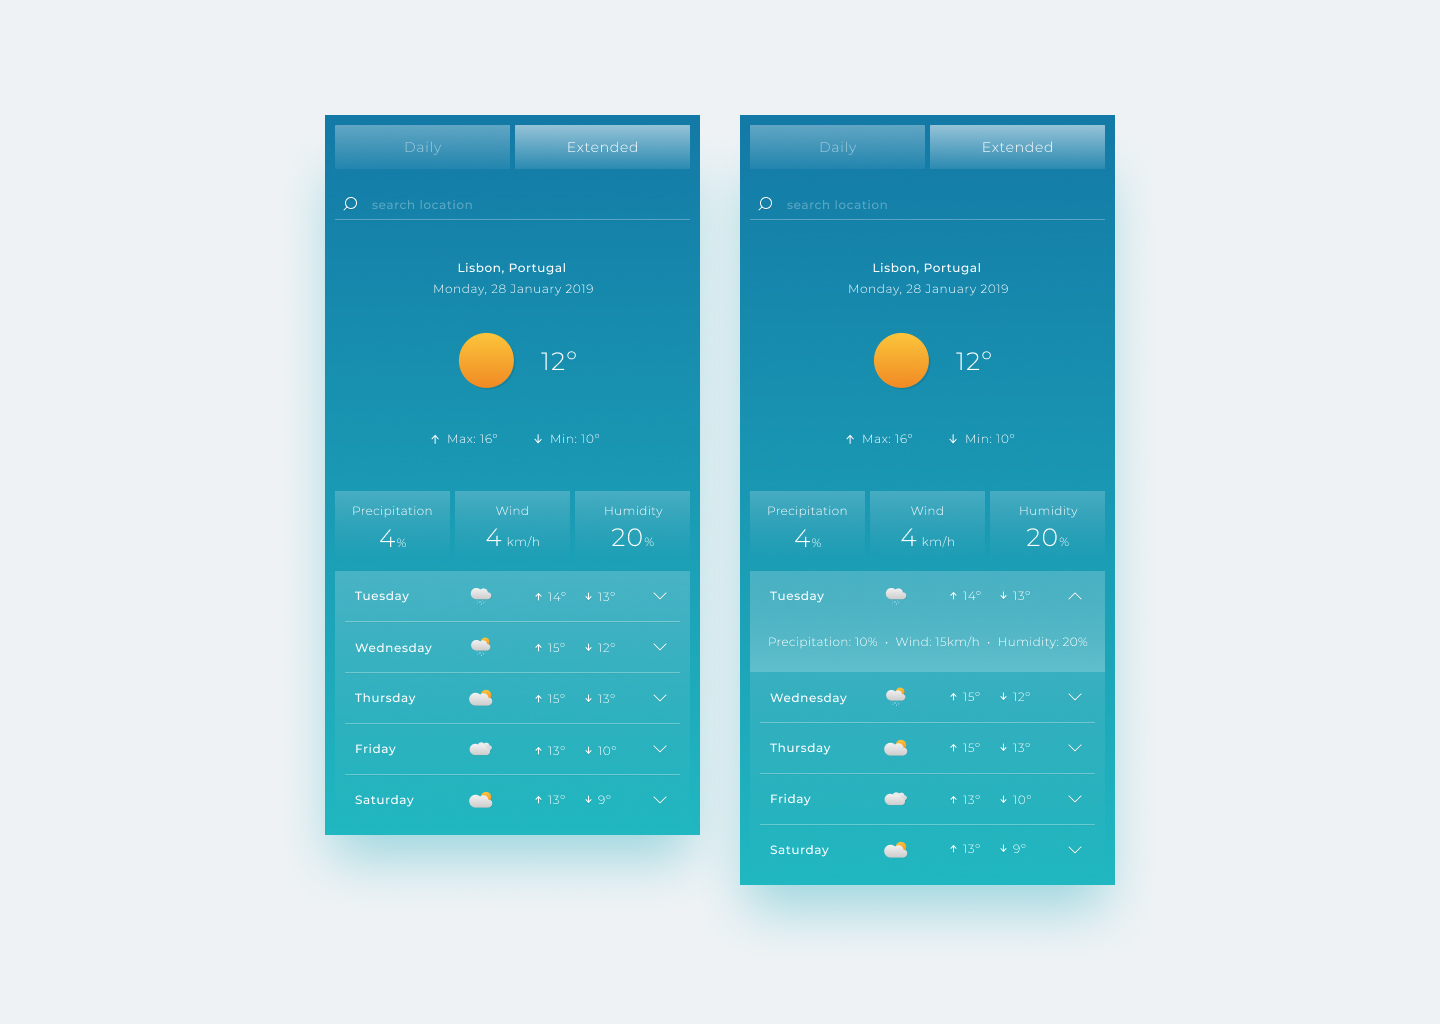 Daily Extended
search location
Lisbon, Portugal
Monday, 28 January 2019
12°
Max: 16° Min: 10°
Precipitation Wind Humidity
4% 4 km/h 20%
Tuesday 14° 13°
Wednesday 15° 12°
Thursday 15° 13°
Friday 13° 10°
Saturday 13° 9°
Daily Extended
search location
Lisbon, Portugal
Monday, 28 January 2019
12°
Max: 16° Min: 10°
Precipitation Wind Humidity
4% 4 km/h 20%
Tuesday 14° 13°
Precipitation: 10% • Wind: 15km/h • Humidity: 20%
Wednesday 15° 12°
Thursday 15° 13°
Friday 13° 10°
Saturday 13° 9°